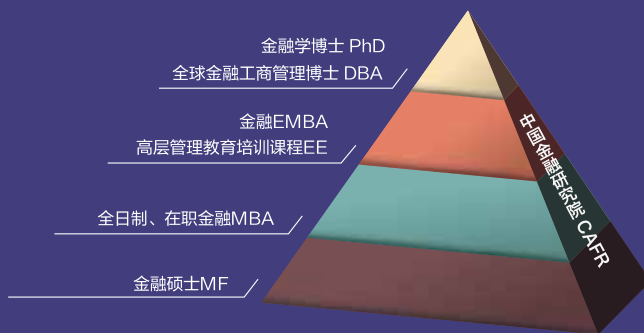 金融学博士 PhD
全球金融工商管理博士 DBA
金融EMBA
高层管理教育培训课程EE
全日制、在职金融MBA
金融硕士MF
中国金融研究院 CAFR